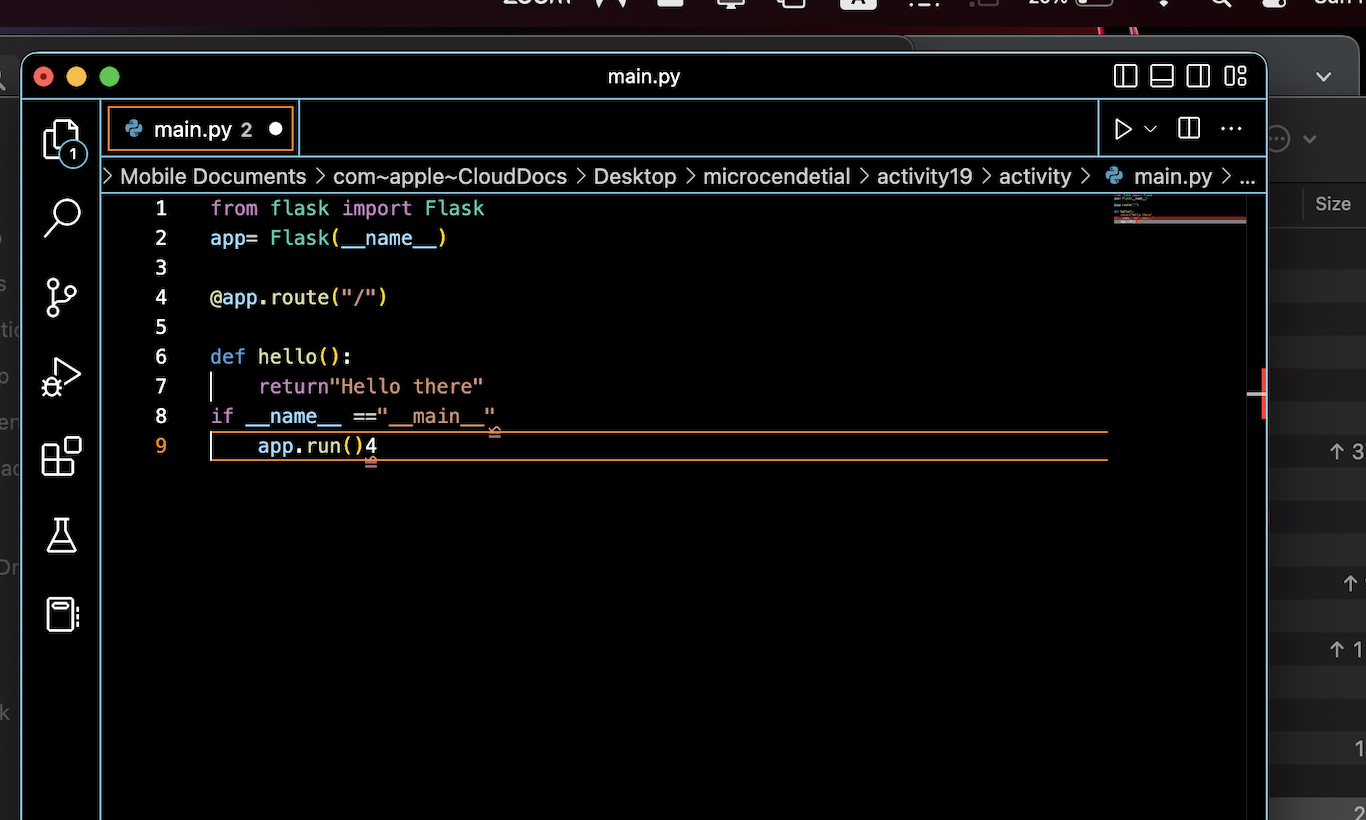 main.py
main.py 2
1
Mobile Documents > com~apple~CloudDocs > Desktop > microcendetial > activity19 > activity > main.py > ...
Size
1 from flask import Flask
2 app= Flask(__name__)
3
4 @app.route("/")
5
6 def hello():
7     return"Hello there"
8 if __name__ =="__main__"
9     app.run()4